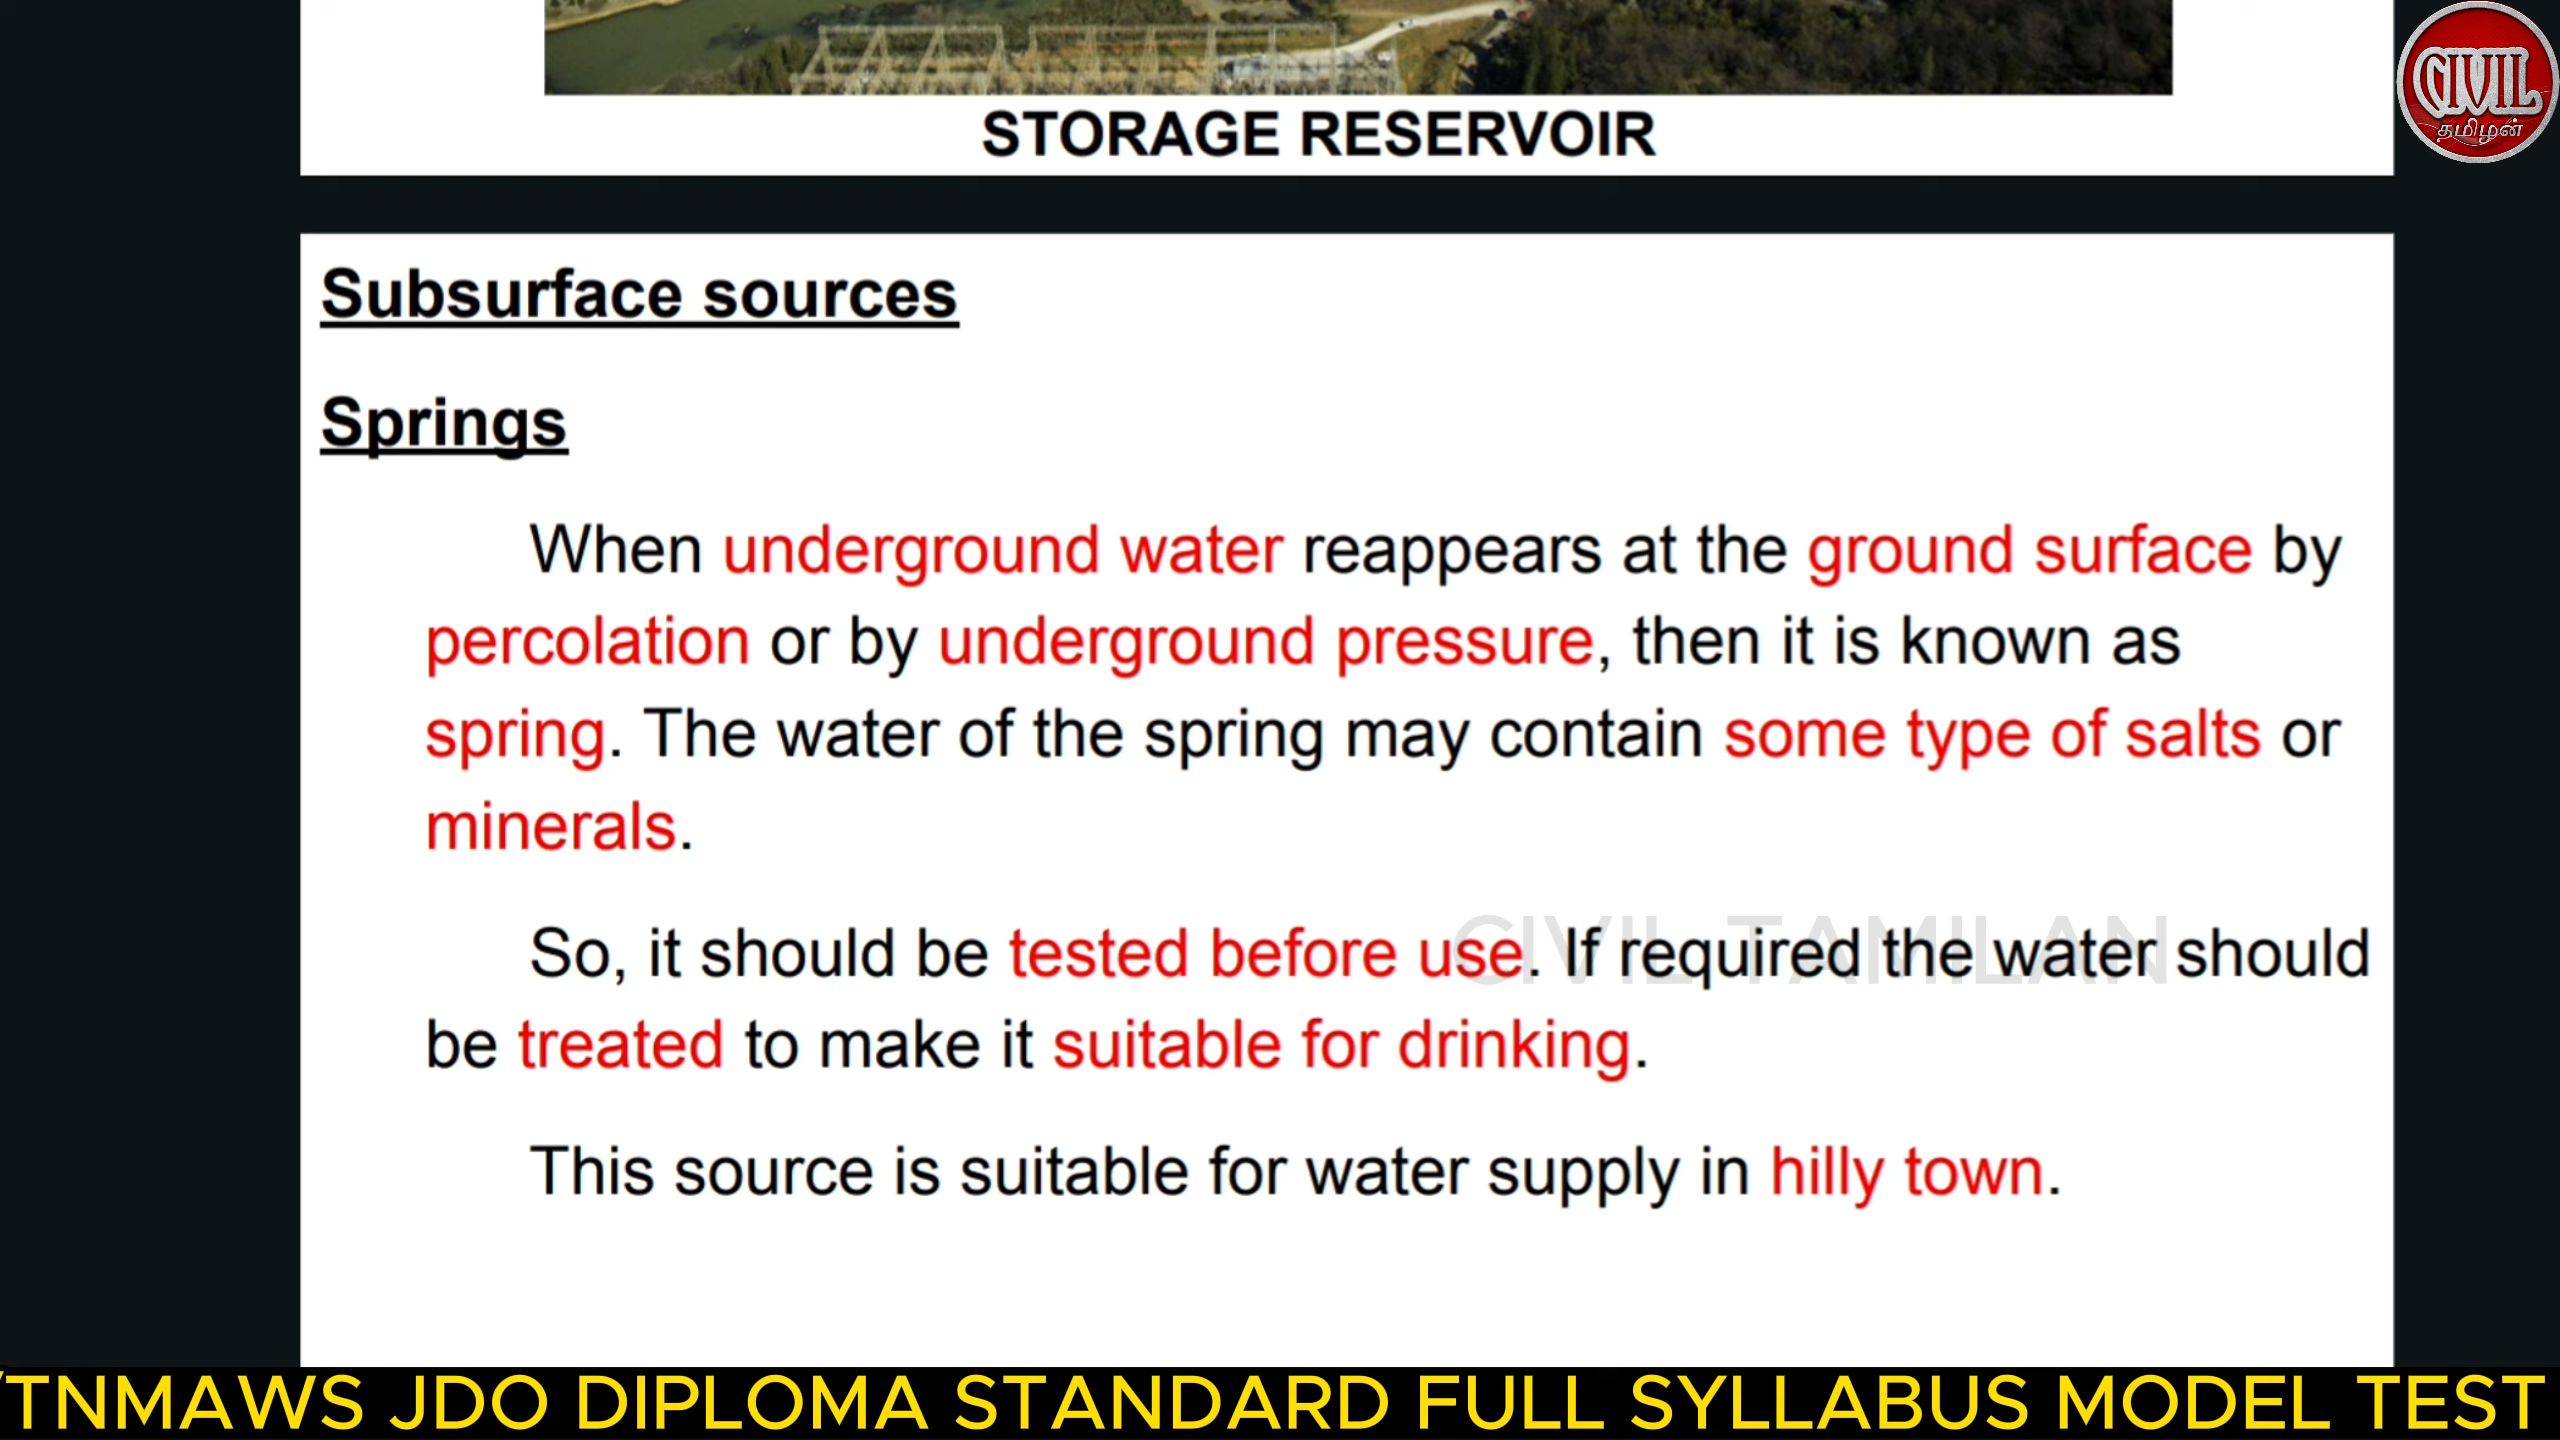 CIVIL
தமிழன்
STORAGE RESERVOIR
Subsurface sources
Springs
When underground water reappears at the ground surface by
percolation or by underground pressure, then it is known as
spring. The water of the spring may contain some type of salts or
minerals.
CIVIL TAMILAN
So, it should be tested before use. If required the water should
be treated to make it suitable for drinking.
This source is suitable for water supply in hilly town.
TNMAWS JDO DIPLOMA STANDARD FULL SYLLABUS MODEL TEST